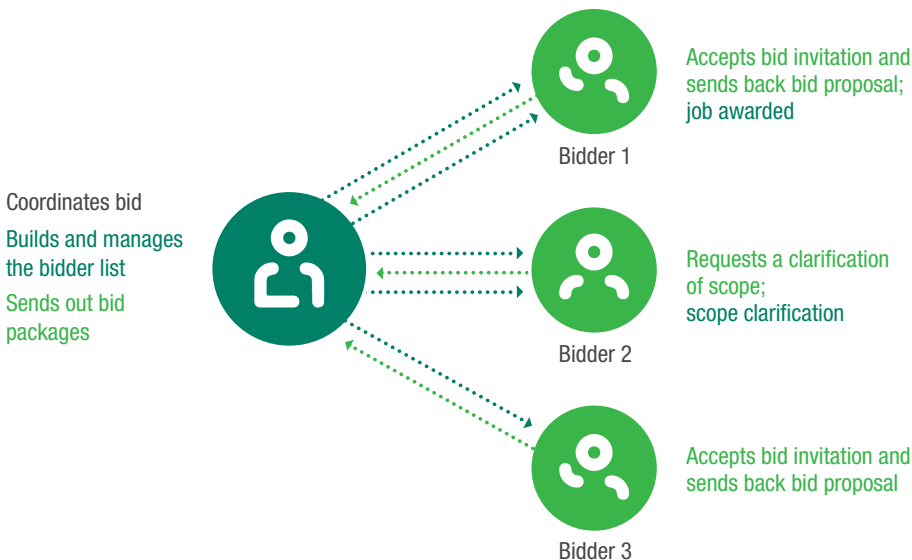 Coordinates bid
Builds and manages
the bidder list
Sends out bid
packages
Accepts bid invitation and
sends back bid proposal;
job awarded
Bidder 1
Requests a clarification
of scope;
scope clarification
Bidder 2
Accepts bid invitation and
sends back bid proposal
Bidder 3